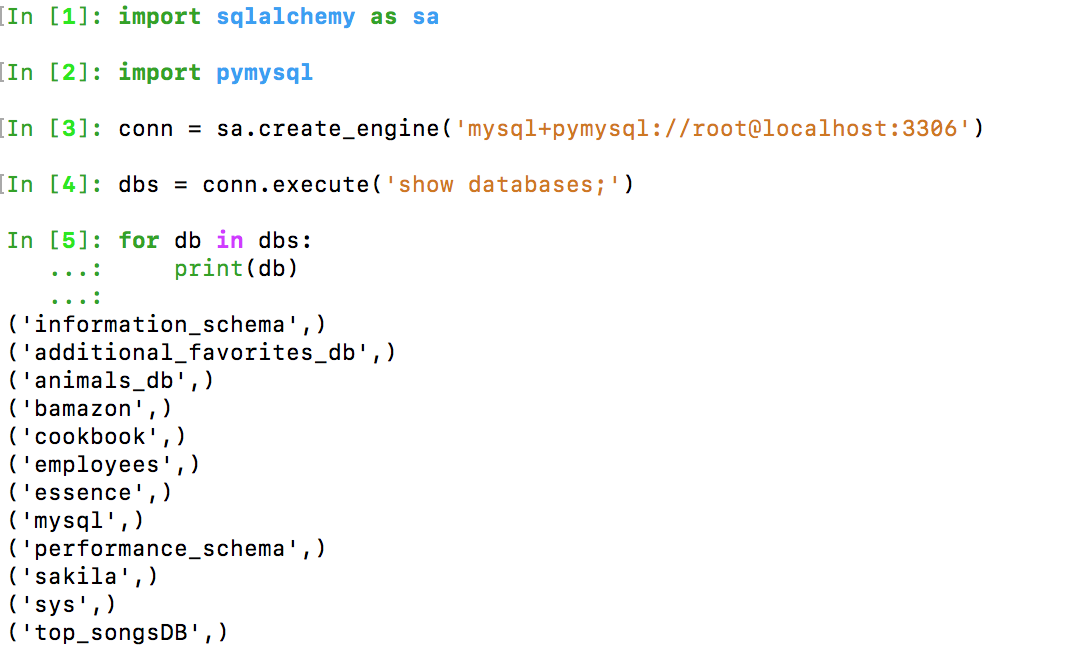 In [1]: import sqlalchemy as sa
In [2]: import pymysql
In [3]: conn = sa.create_engine('mysql+pymysql://root@localhost:3306')
In [4]: dbs = conn.execute('show databases;')
In [5]: for db in dbs:
   ...:     print(db)
   ...:
('information_schema',)
('additional_favorites_db',)
('animals_db',)
('bamazon',)
('cookbook',)
('employees',)
('essence',)
('mysql',)
('performance_schema',)
('sakila',)
('sys',)
('top_songsDB',)